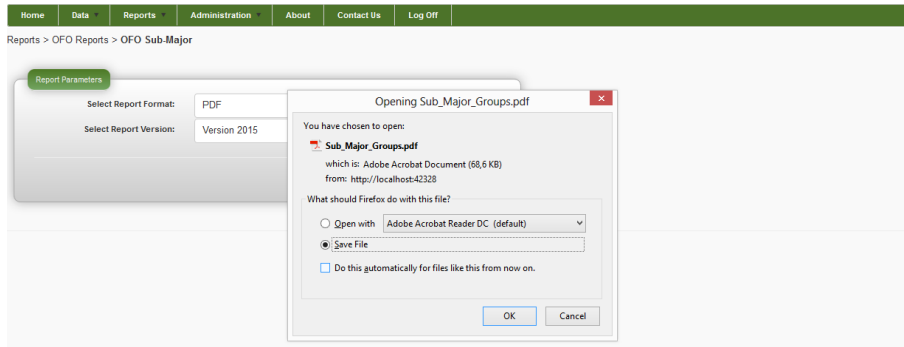 Home Data Reports Administration About Contact Us Log Off
Reports > OFO Reports > OFO Sub-Major
Report Parameters
Select Report Format: PDF
Select Report Version: Version 2015
Opening Sub_Major_Groups.pdf
You have chosen to open:
Sub_Major_Groups.pdf
which is: Adobe Acrobat Document (68,6 KB)
from: http://localhost:42328
What should Firefox do with this file?
Open with Adobe Acrobat Reader DC (default)
Save File
Do this automatically for files like this from now on.
OK Cancel